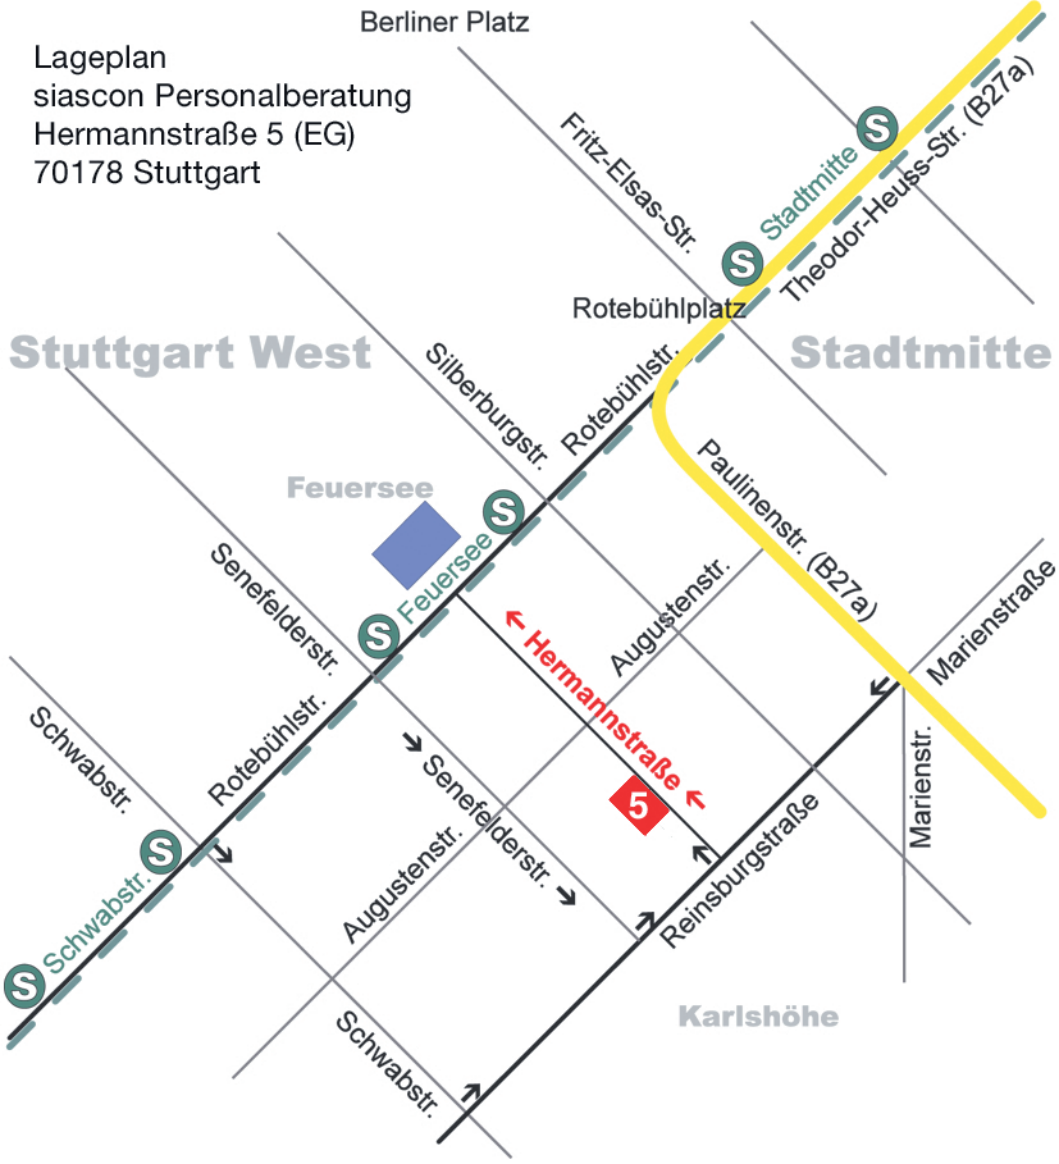 Berliner Platz
Lageplan
siascon Personalberatung
Hermannstraße 5 (EG)
70178 Stuttgart
Fritz-Elsas-Str.
S
Stadtmitte
Theodor-Heuss-Str. (B27a)
S
Rotebühlplatz
Stuttgart West
Stadtmitte
Silberburgstr.
Rotebühlstr.
Paulinenstr. (B27a)
Feuersee
S
Feuersee
S
Senefelderstr.
Augustenstr.
Marienstraße
← Hermannstraße ←
Rotebühlstr.
Schwabstr.
→ Senefelderstr. →
5
Marienstr.
Reinsburgstraße
Augustenstr.
S
Schwabstr.
S
Karlshöhe
Schwabstr.